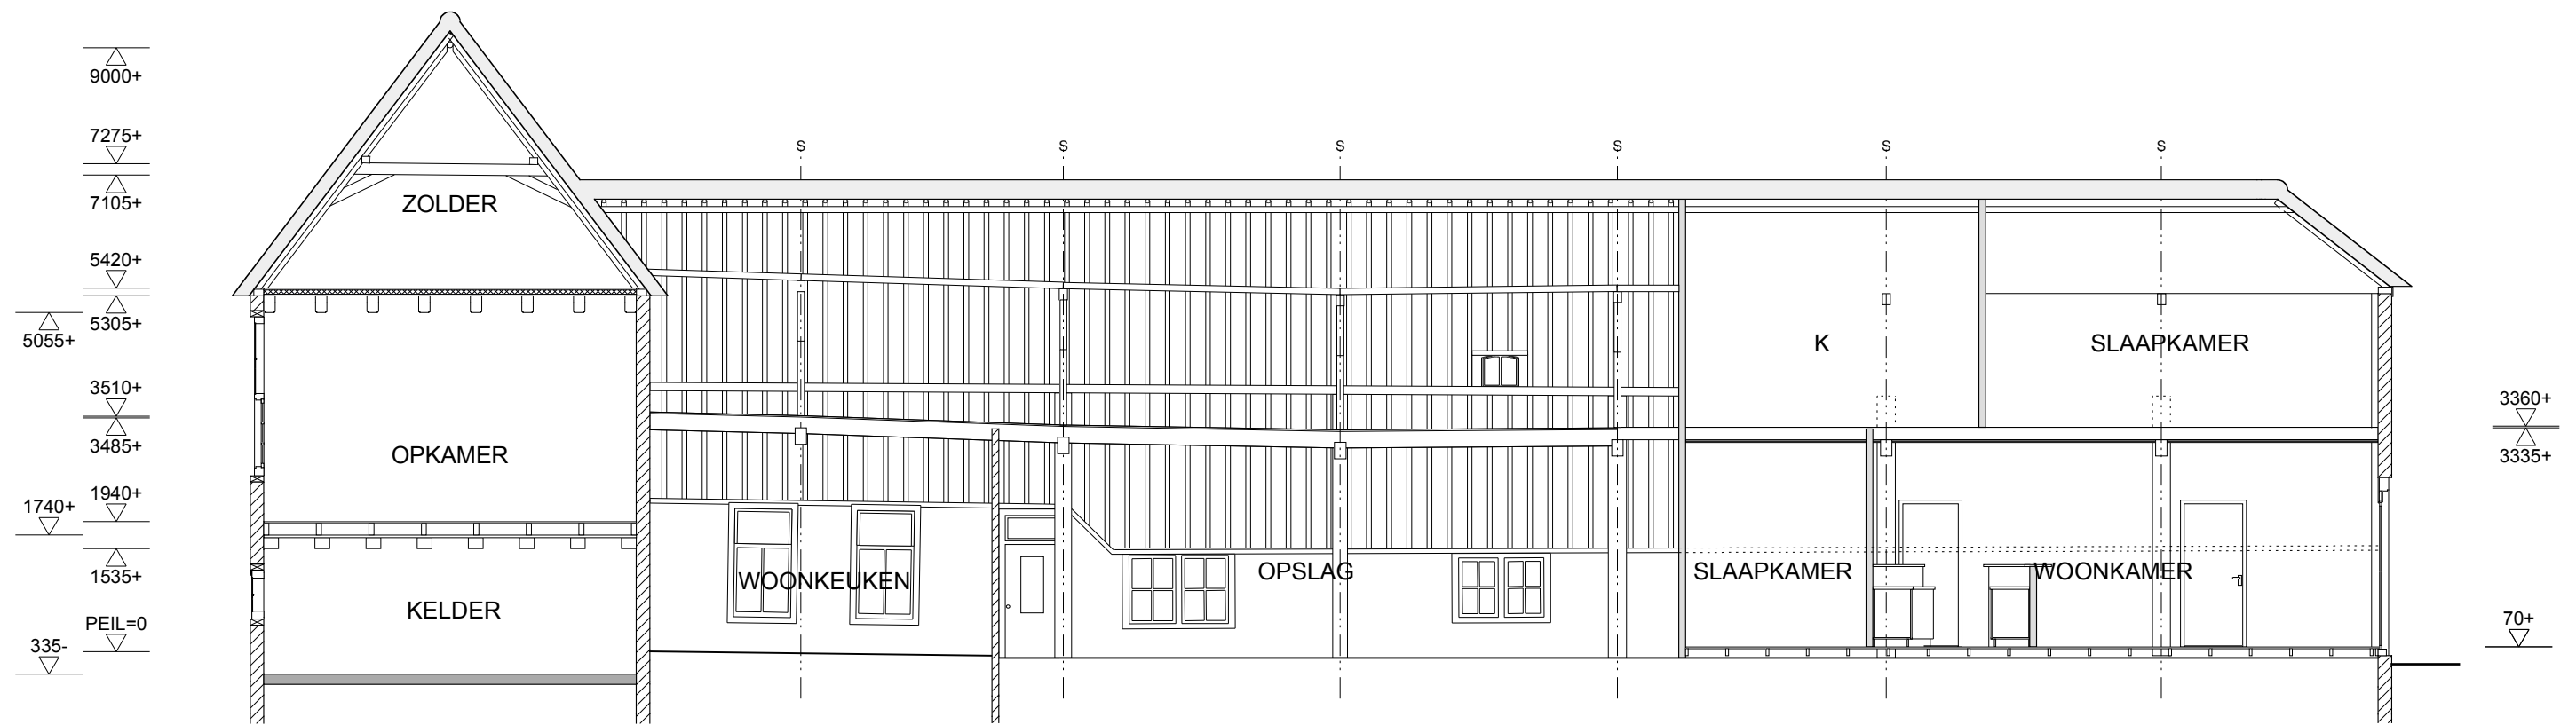 9000+
7275+
S S S S S S
7105+
ZOLDER
5420+
5305+
5055+
K
SLAAPKAMER
3510+
3485+
3360+
3335+
OPKAMER
1940+
1740+
1535+
WOONKEUKEN
OPSLAG
SLAAPKAMER
WOONKAMER
KELDER
PEIL=0
70+
335-